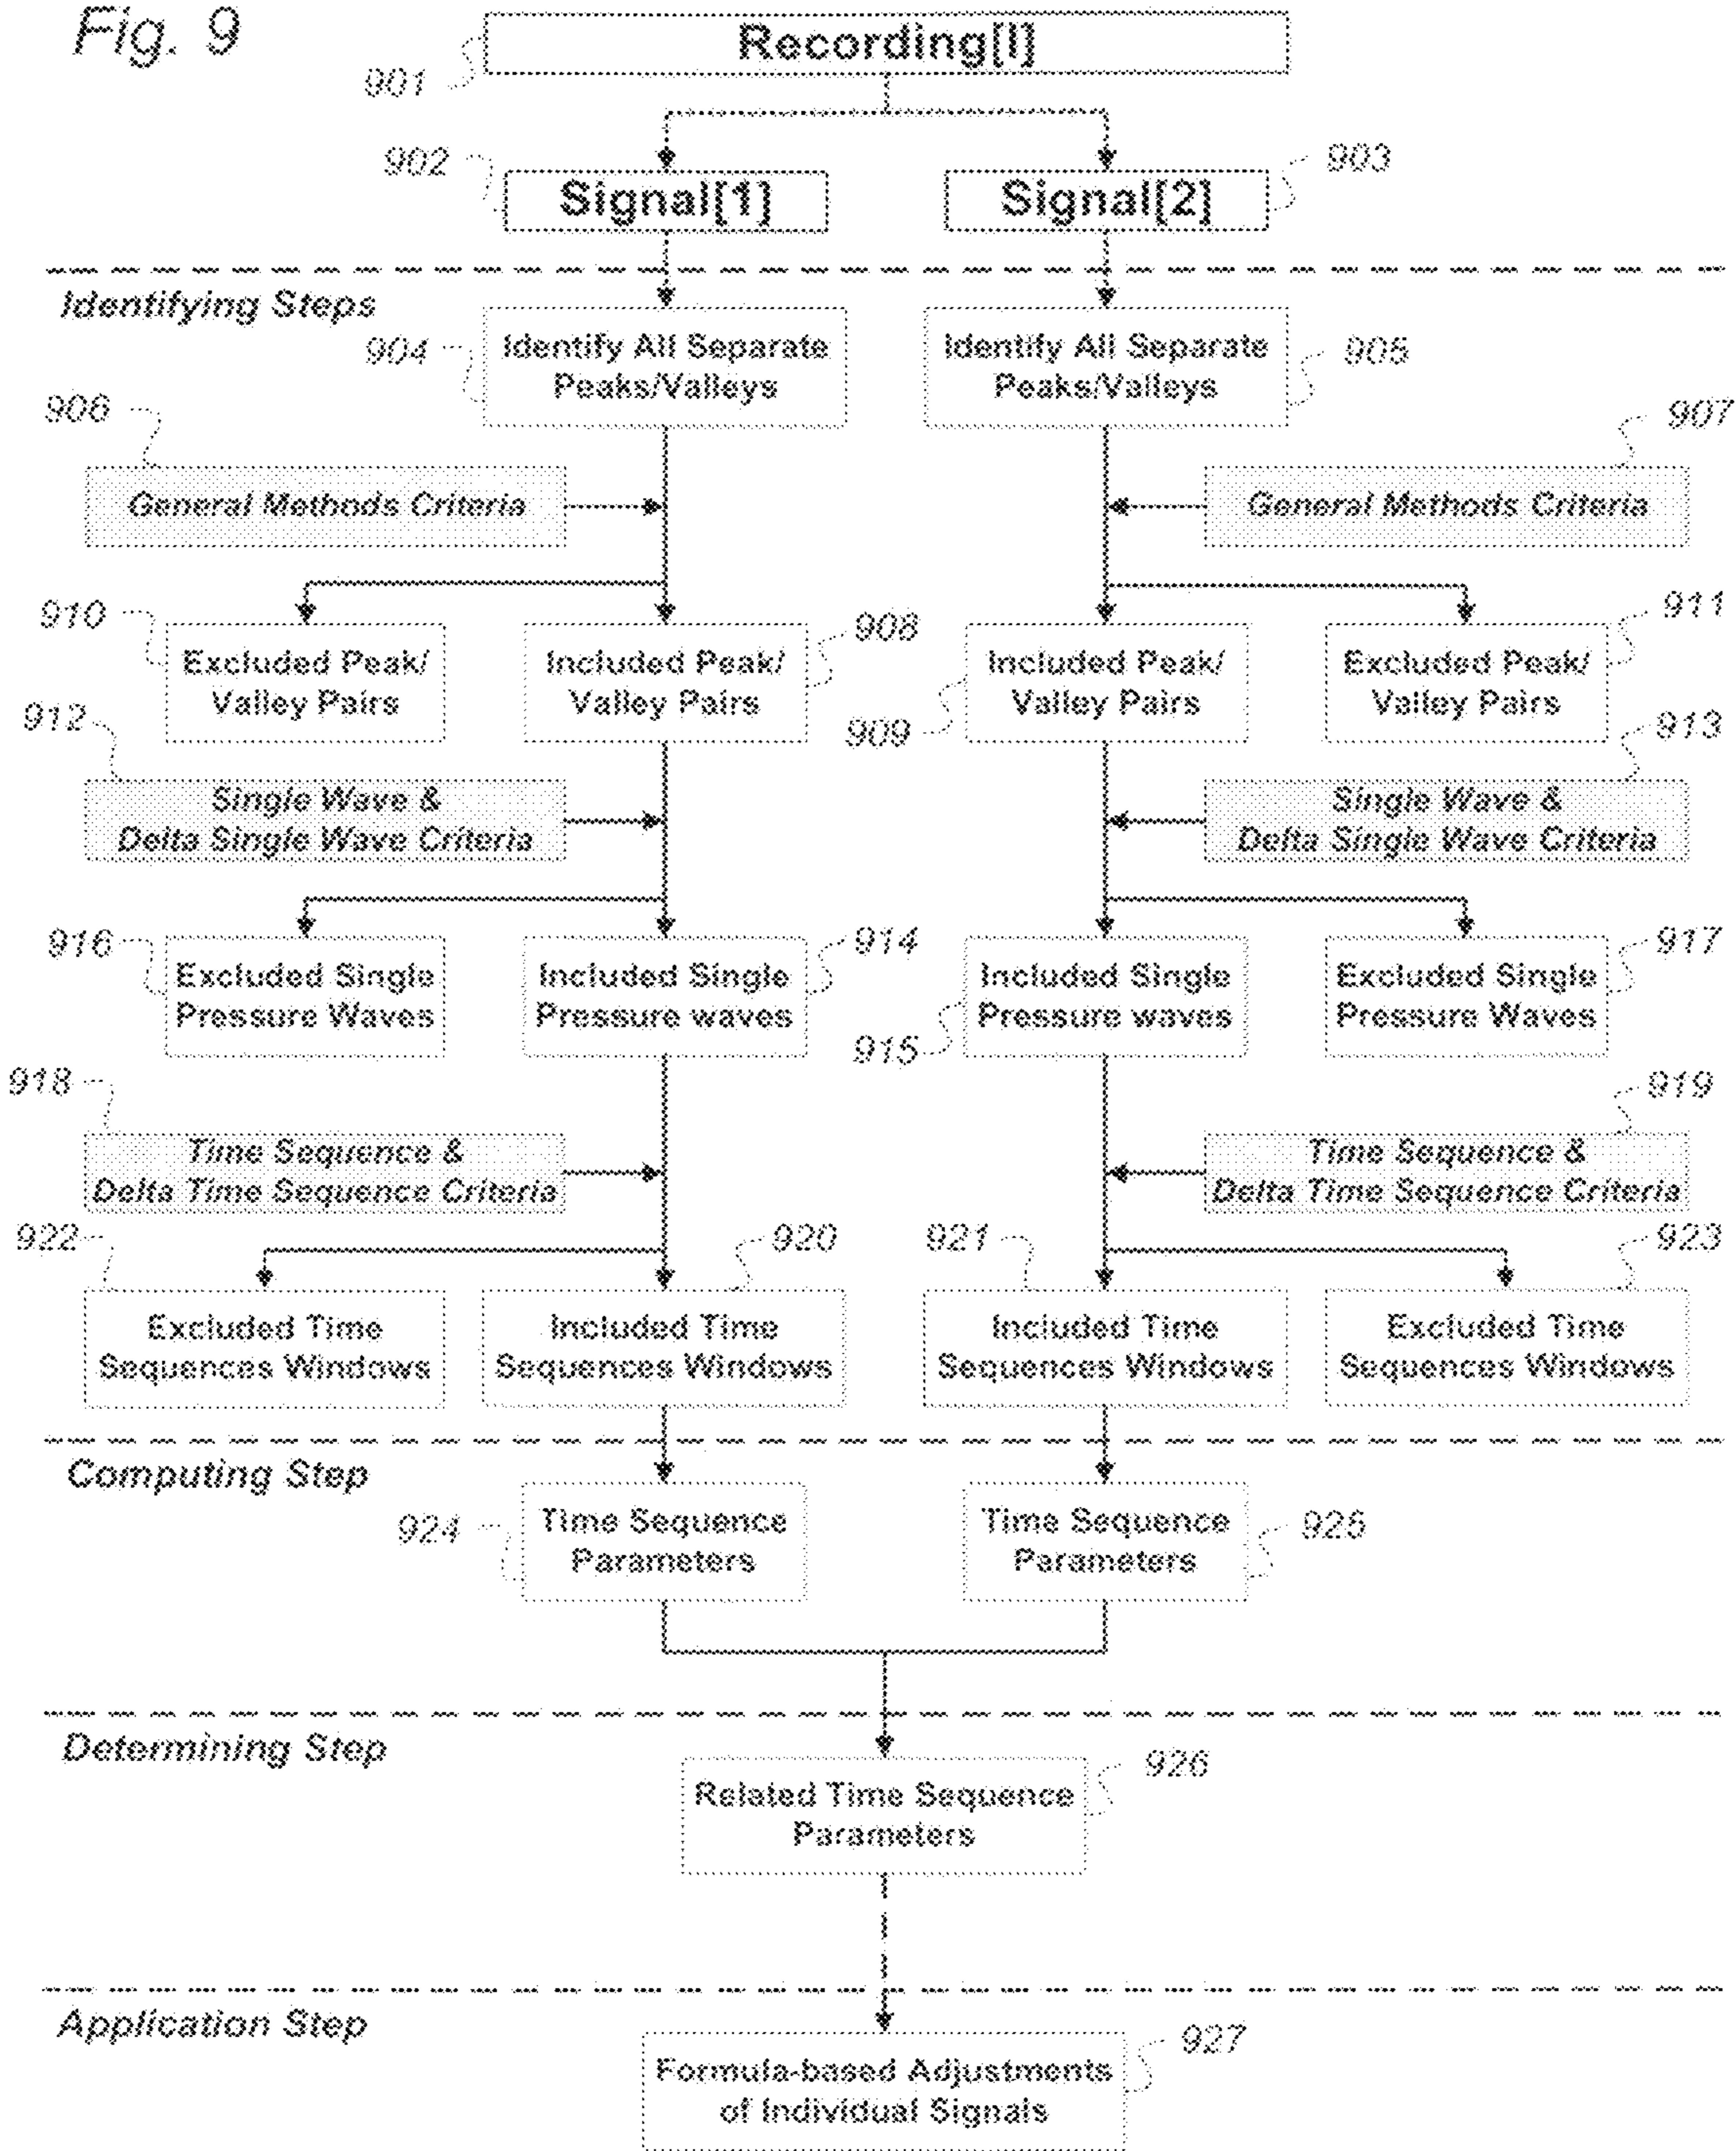 Fig. 9
Recording[I]
901
902
Signal[1]
Signal[2]
903
Identifying Steps
904
Identify All Separate
Peaks/Valleys
Identify All Separate
Peaks/Valleys
905
906
907
General Methods Criteria
General Methods Criteria
910
Excluded Peak/
Valley Pairs
Included Peak/
Valley Pairs
908
909
Included Peak/
Valley Pairs
Excluded Peak/
Valley Pairs
911
912
913
Single Wave &
Delta Single Wave Criteria
Single Wave &
Delta Single Wave Criteria
916
Excluded Single
Pressure Waves
Included Single
Pressure waves
914
915
Included Single
Pressure waves
Excluded Single
Pressure Waves
917
918
919
Time Sequence &
Delta Time Sequence Criteria
Time Sequence &
Delta Time Sequence Criteria
922
920
921
923
Excluded Time
Sequences Windows
Included Time
Sequences Windows
Included Time
Sequences Windows
Excluded Time
Sequences Windows
Computing Step
924
Time Sequence
Parameters
Time Sequence
Parameters
925
Determining Step
Related Time Sequence
Parameters
926
Application Step
Formula-based Adjustments
of Individual Signals
927